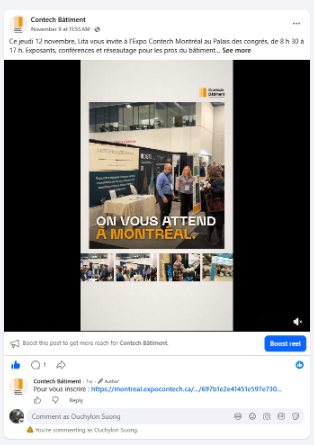 Contech Bâtiment
November 9 at 11:55 AM
Ce jeudi 12 novembre, Lita vous invite à l'Expo Contech Montréal au Palais des congrès, de 8 h 30 à
17 h. Exposants, conférences et réseautage pour les pros du bâtiment... See more
Contech
Bâtiment
ON VOUS ATTEND
À MONTRÉAL.
Boost this post to get more reach for Contech Bâtiment.
Boost reel
1
Contech Bâtiment
Author
Pour vous inscrire : https://montreal.expocontech.ca/.../697b1e2e41451e597e730...
Reply
Comment as Ouchylon Suong
You're commenting as Ouchylon Suong.